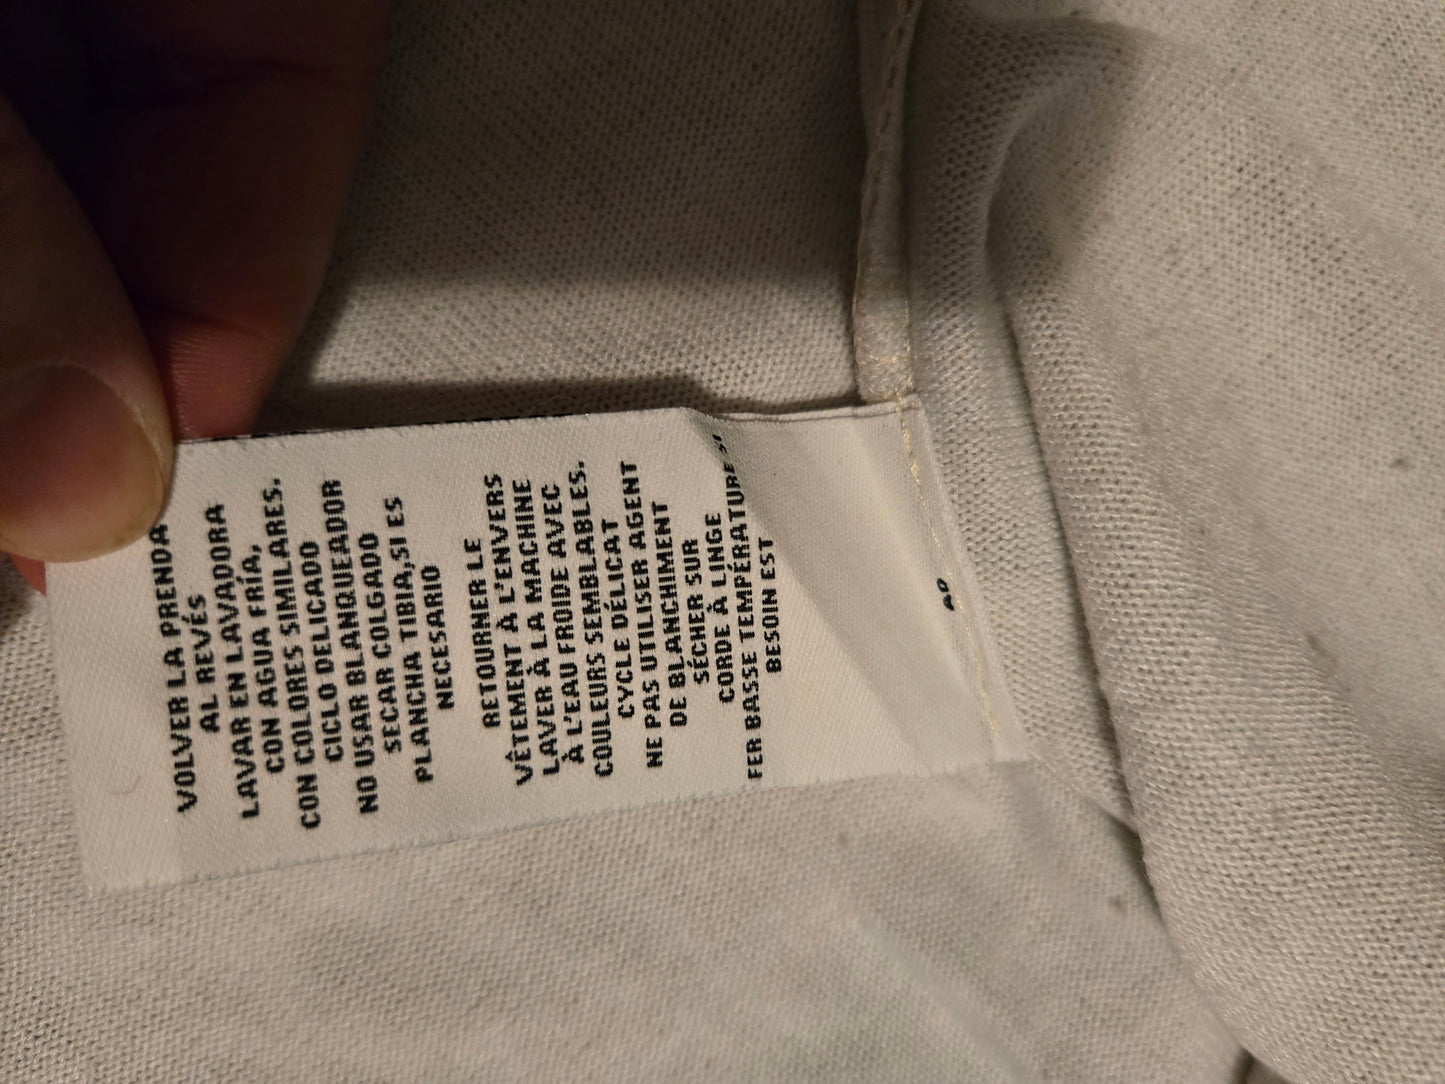 VOLVER LA PRENDA
AL REVÉS
LAVAR EN LAVADORA
CON AGUA FRÍA,
CON COLORES SIMILARES.
CICLO DELICADO
NO USAR BLANQUEADOR
SECAR COLGADO
PLANCHA TIBIA,SI ES
NECESARIO
RETOURNER LE
VÊTEMENT À L'ENVERS
LAVER À LA MACHINE
À L'EAU FROIDE AVEC
COULEURS SEMBLABLES.
CYCLE DÉLICAT
NE PAS UTILISER AGENT
DE BLANCHIMENT
SÉCHER SUR
CORDE À LINGE
FER BASSE TEMPÉRATURE SI
BESOIN EST